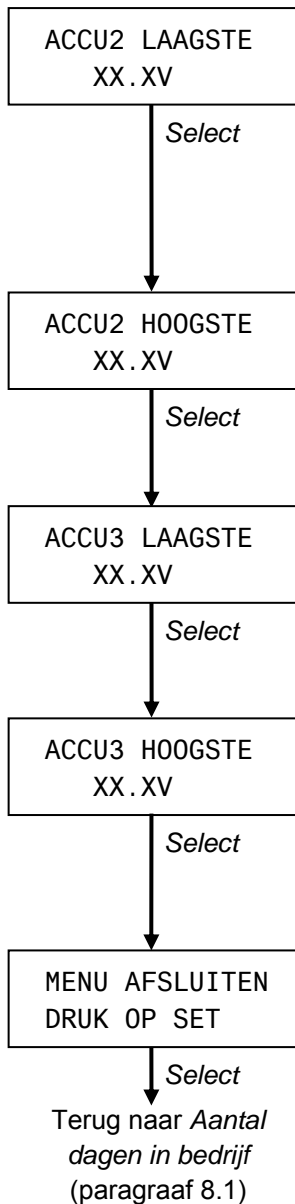 ACCU2 LAAGSTE
XX.XV
Select
ACCU2 HOOGSTE
XX.XV
Select
ACCU3 LAAGSTE
XX.XV
Select
ACCU3 HOOGSTE
XX.XV
Select
MENU AFSLUITEN
DRUK OP SET
Select
Terug naar Aantal
dagen in bedrijf
(paragraaf 8.1)